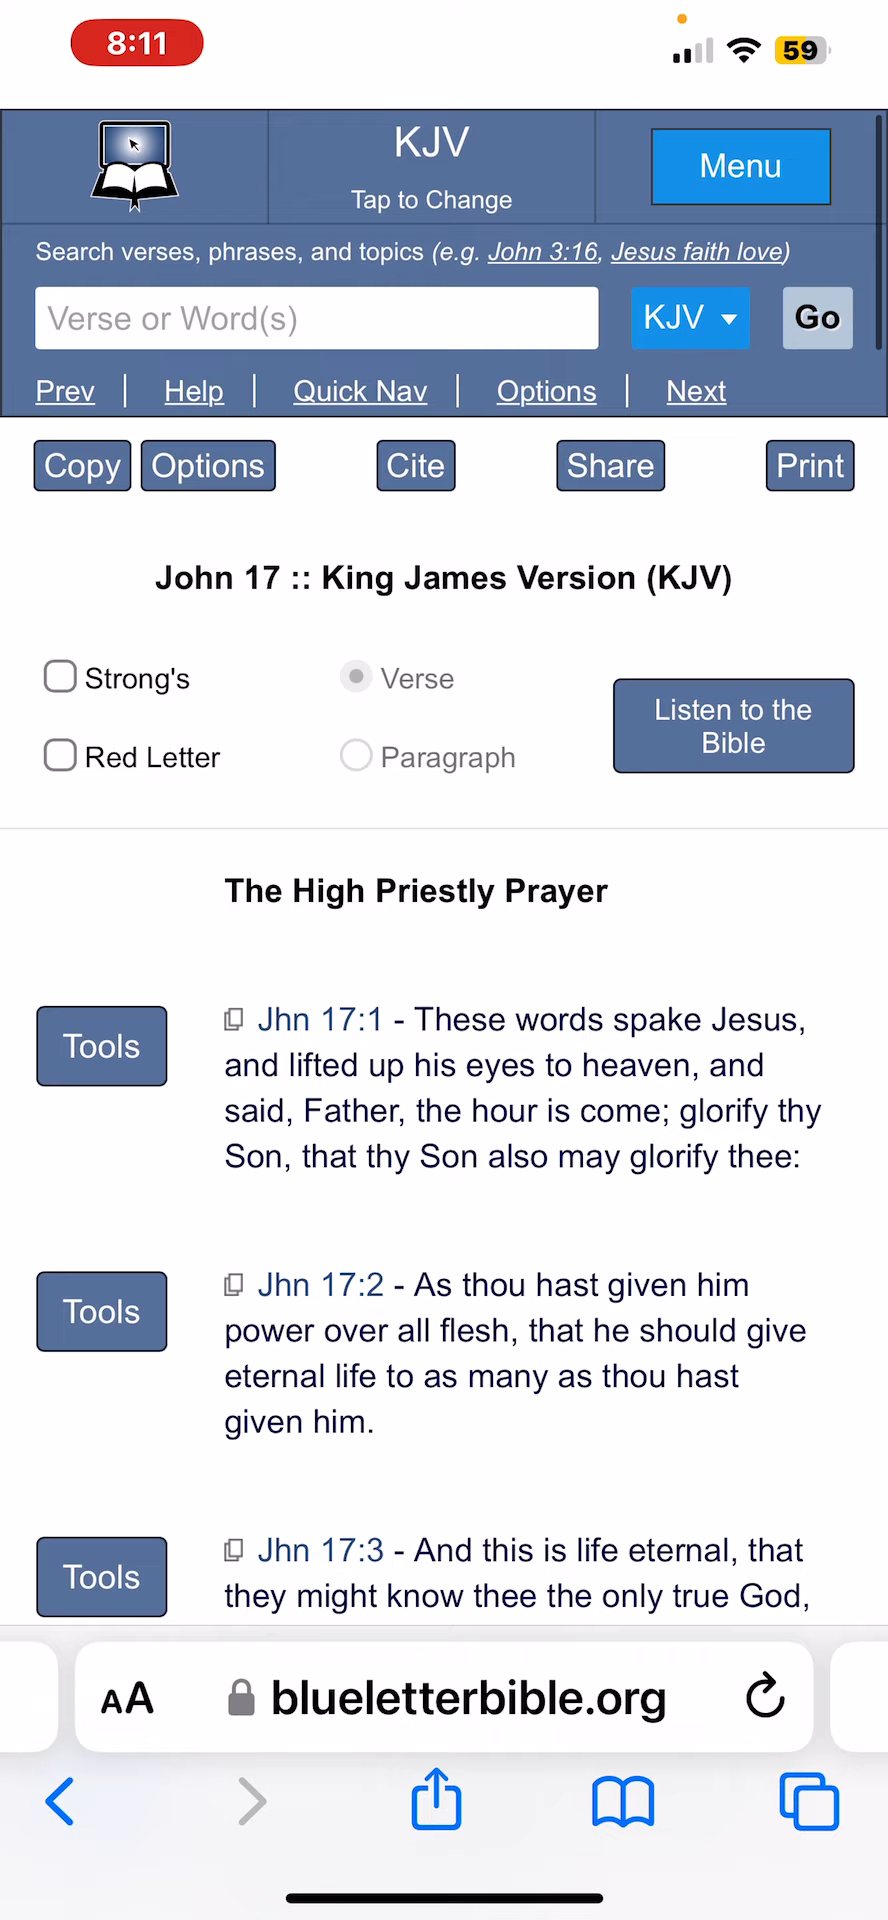 8:11
59
KJV
Tap to Change
Menu
Search verses, phrases, and topics (e.g. John 3:16, Jesus faith love)
Verse or Word(s)
KJV
Go
Prev | Help | Quick Nav | Options | Next
Copy
Options
Cite
Share
Print
John 17 :: King James Version (KJV)
Strong's
Verse
Red Letter
Paragraph
Listen to the
Bible
The High Priestly Prayer
Tools
Jhn 17:1 - These words spake Jesus,
and lifted up his eyes to heaven, and
said, Father, the hour is come; glorify thy
Son, that thy Son also may glorify thee:
Tools
Jhn 17:2 - As thou hast given him
power over all flesh, that he should give
eternal life to as many as thou hast
given him.
Tools
Jhn 17:3 - And this is life eternal, that
they might know thee the only true God,
AA
blueletterbible.org